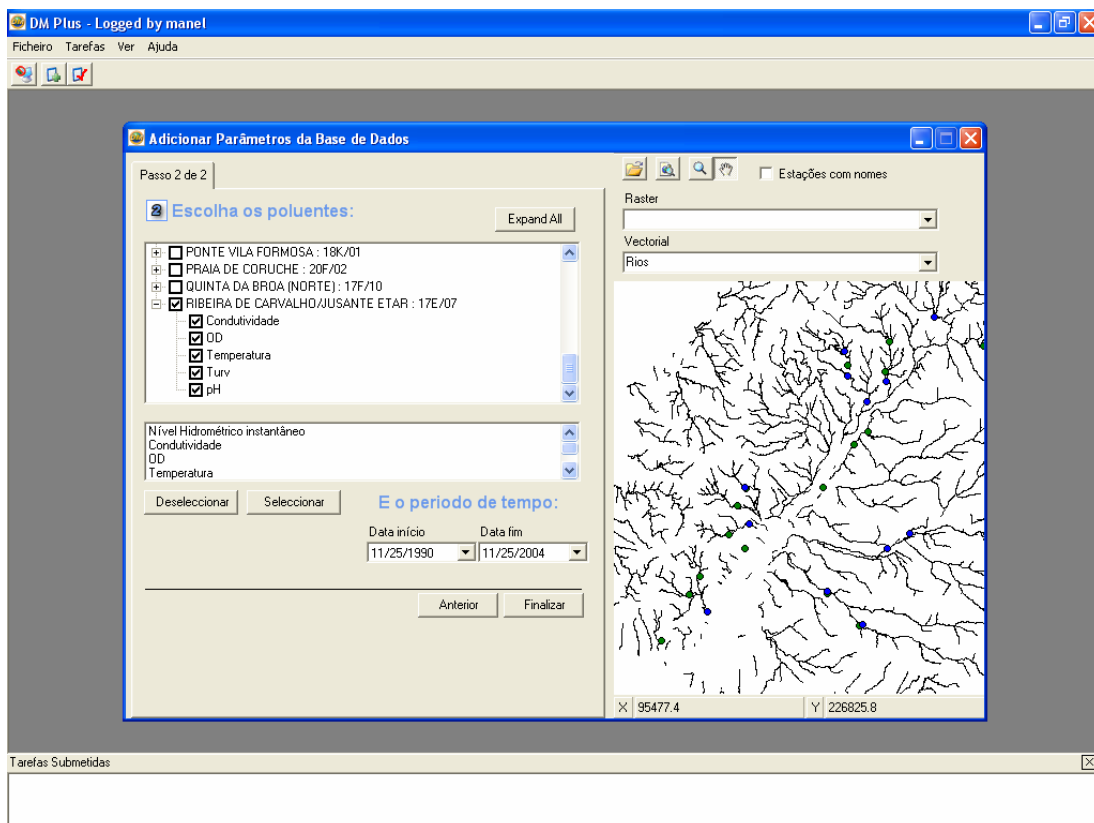 DM Plus - Logged by manel
Ficheiro Tarefas Ver Ajuda
Adicionar Parâmetros da Base de Dados
Passo 2 de 2
2 Escolha os poluentes:
Expand All
PONTE VILA FORMOSA : 18K/01
PRAIA DE CORUCHE : 20F/02
QUINTA DA BROA (NORTE) : 17F/10
RIBEIRA DE CARVALHO/JUSANTE ETAR : 17E/07
Condutividade
OD
Temperatura
Turv
pH
Nível Hidrométrico instantâneo
Condutividade
OD
Temperatura
Deseleccionar Seleccionar
E o periodo de tempo:
Data início Data fim
11/25/1990 11/25/2004
Anterior Finalizar
Estações com nomes
Raster
Vectorial
Rios
X 95477.4 Y 226825.8
Tarefas Submetidas